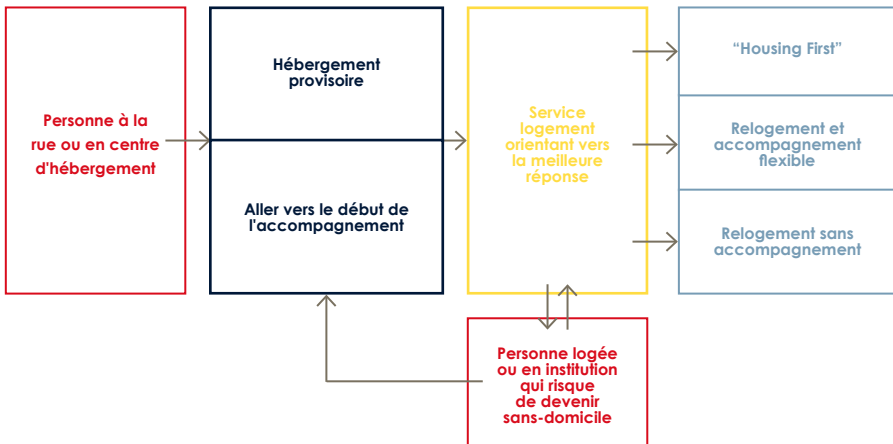 Personne à la
rue ou en centre
d'hébergement
Hébergement
provisoire
Aller vers le début de
l'accompagnement
Service
logement
orientant vers
la meilleure
réponse
“Housing First”
Relogement et
accompagnement
flexible
Relogement sans
accompagnement
Personne logée
ou en institution
qui risque
de devenir
sans-domicile